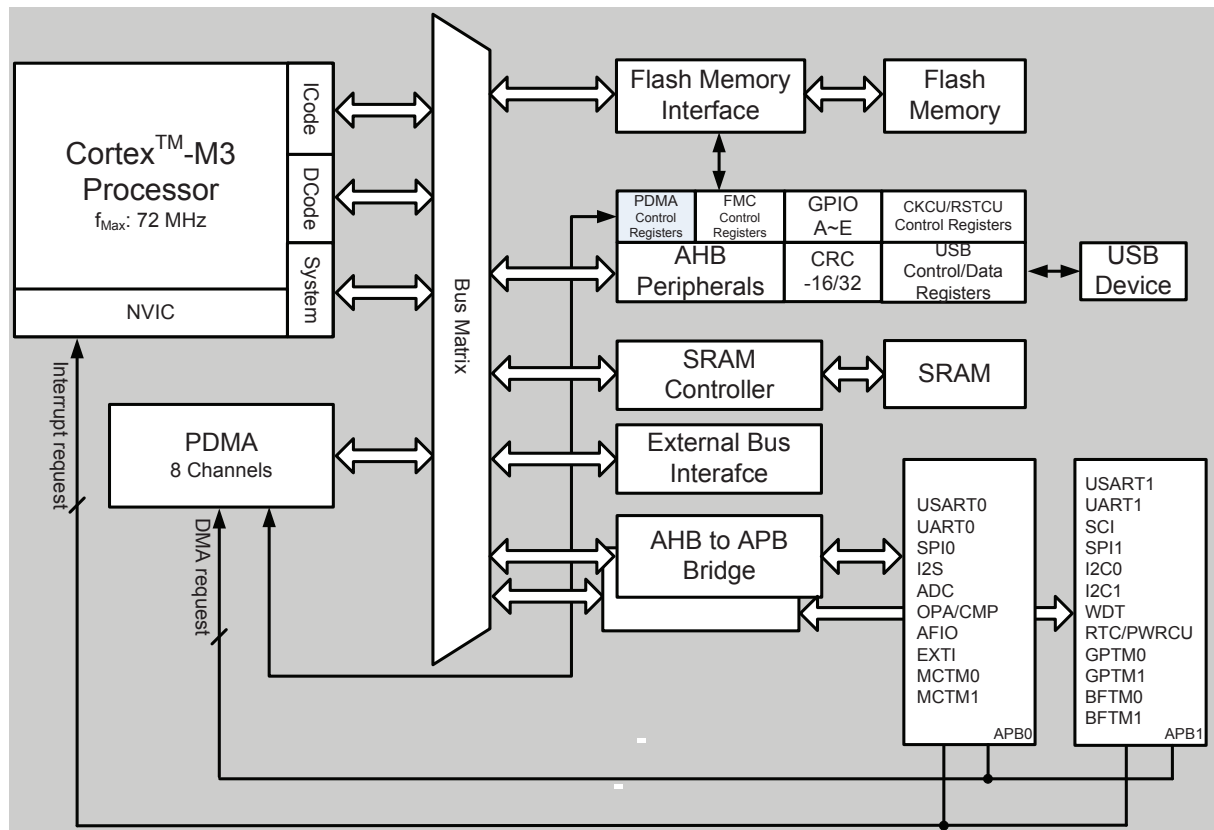 Cortex™-M3
Processor
fMax: 72 MHz
ICode
DCode
System
NVIC
Interrupt request
PDMA
8 Channels
DMA request
Bus Matrix
Flash Memory
Interface
Flash
Memory
PDMA
Control
Registers
FMC
Control
Registers
GPIO
A~E
CKCU/RSTCU
Control Registers
AHB
Peripherals
CRC
-16/32
USB
Control/Data
Registers
USB
Device
SRAM
Controller
SRAM
External Bus
Interafce
AHB to APB
Bridge
USART0
UART0
SPI0
I2S
ADC
OPA/CMP
AFIO
EXTI
MCTM0
MCTM1
APB0
USART1
UART1
SCI
SPI1
I2C0
I2C1
WDT
RTC/PWRCU
GPTM0
GPTM1
BFTM0
BFTM1
APB1